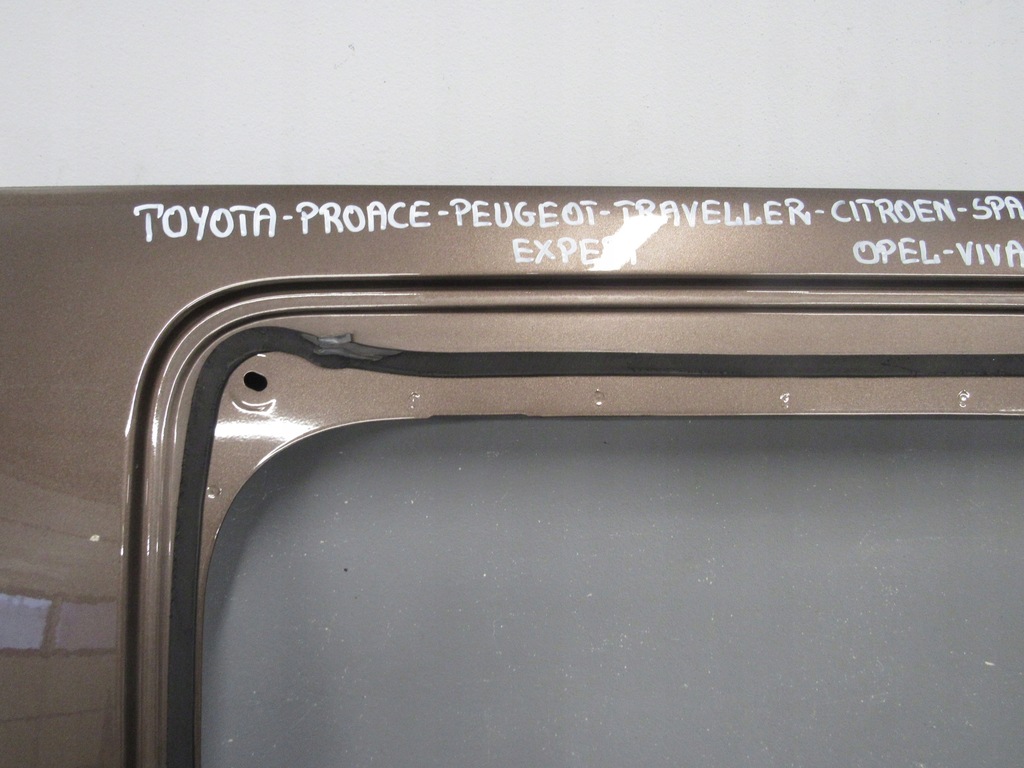 TOYOTA-PROACE-PEUGEOT-TRAVELLER-CITROEN-SPA
EXPERT OPEL-VIVA